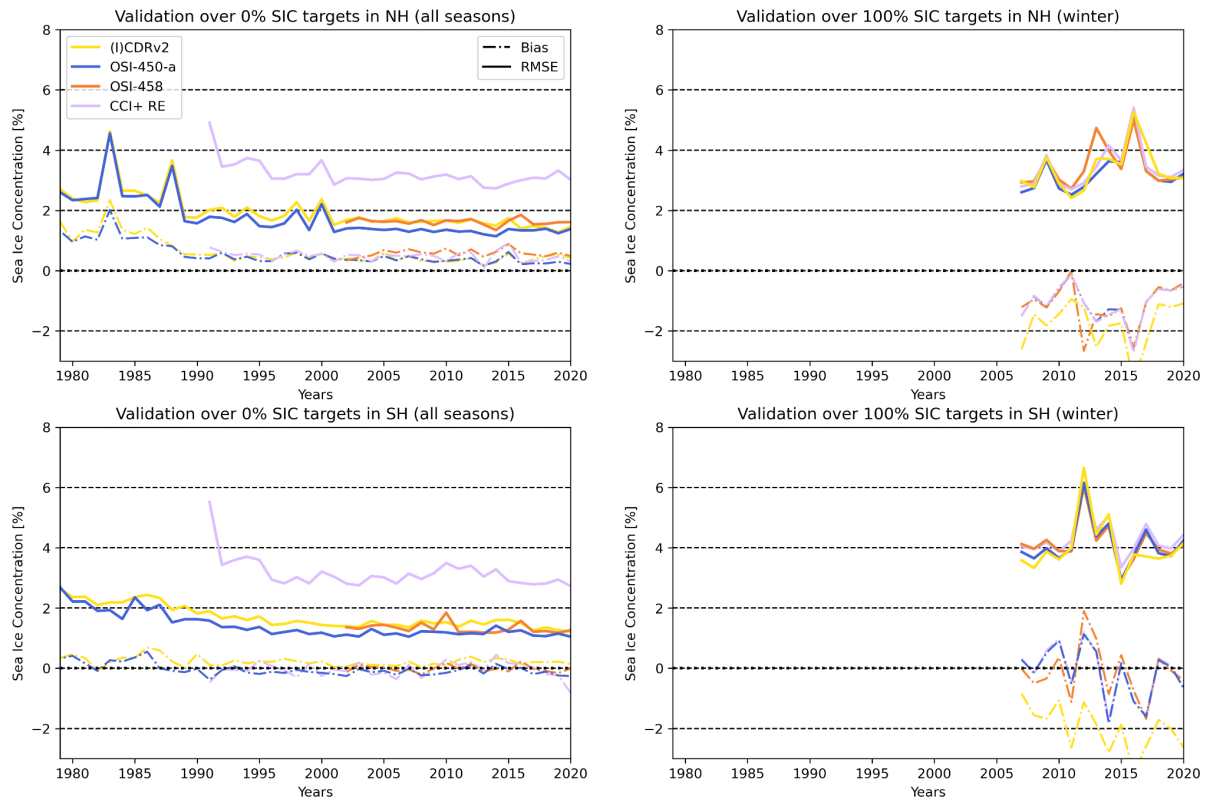 Validation over 0% SIC targets in NH (all seasons)
8
6
4
2
0
−2
Sea Ice Concentration [%]
(I)CDRv2
OSI-450-a
OSI-458
CCI+ RE
Bias
RMSE
1980 1985 1990 1995 2000 2005 2010 2015 2020
Years
Validation over 100% SIC targets in NH (winter)
8
6
4
2
0
−2
Sea Ice Concentration [%]
1980 1985 1990 1995 2000 2005 2010 2015 2020
Years
Validation over 0% SIC targets in SH (all seasons)
8
6
4
2
0
−2
Sea Ice Concentration [%]
1980 1985 1990 1995 2000 2005 2010 2015 2020
Years
Validation over 100% SIC targets in SH (winter)
8
6
4
2
0
−2
Sea Ice Concentration [%]
1980 1985 1990 1995 2000 2005 2010 2015 2020
Years